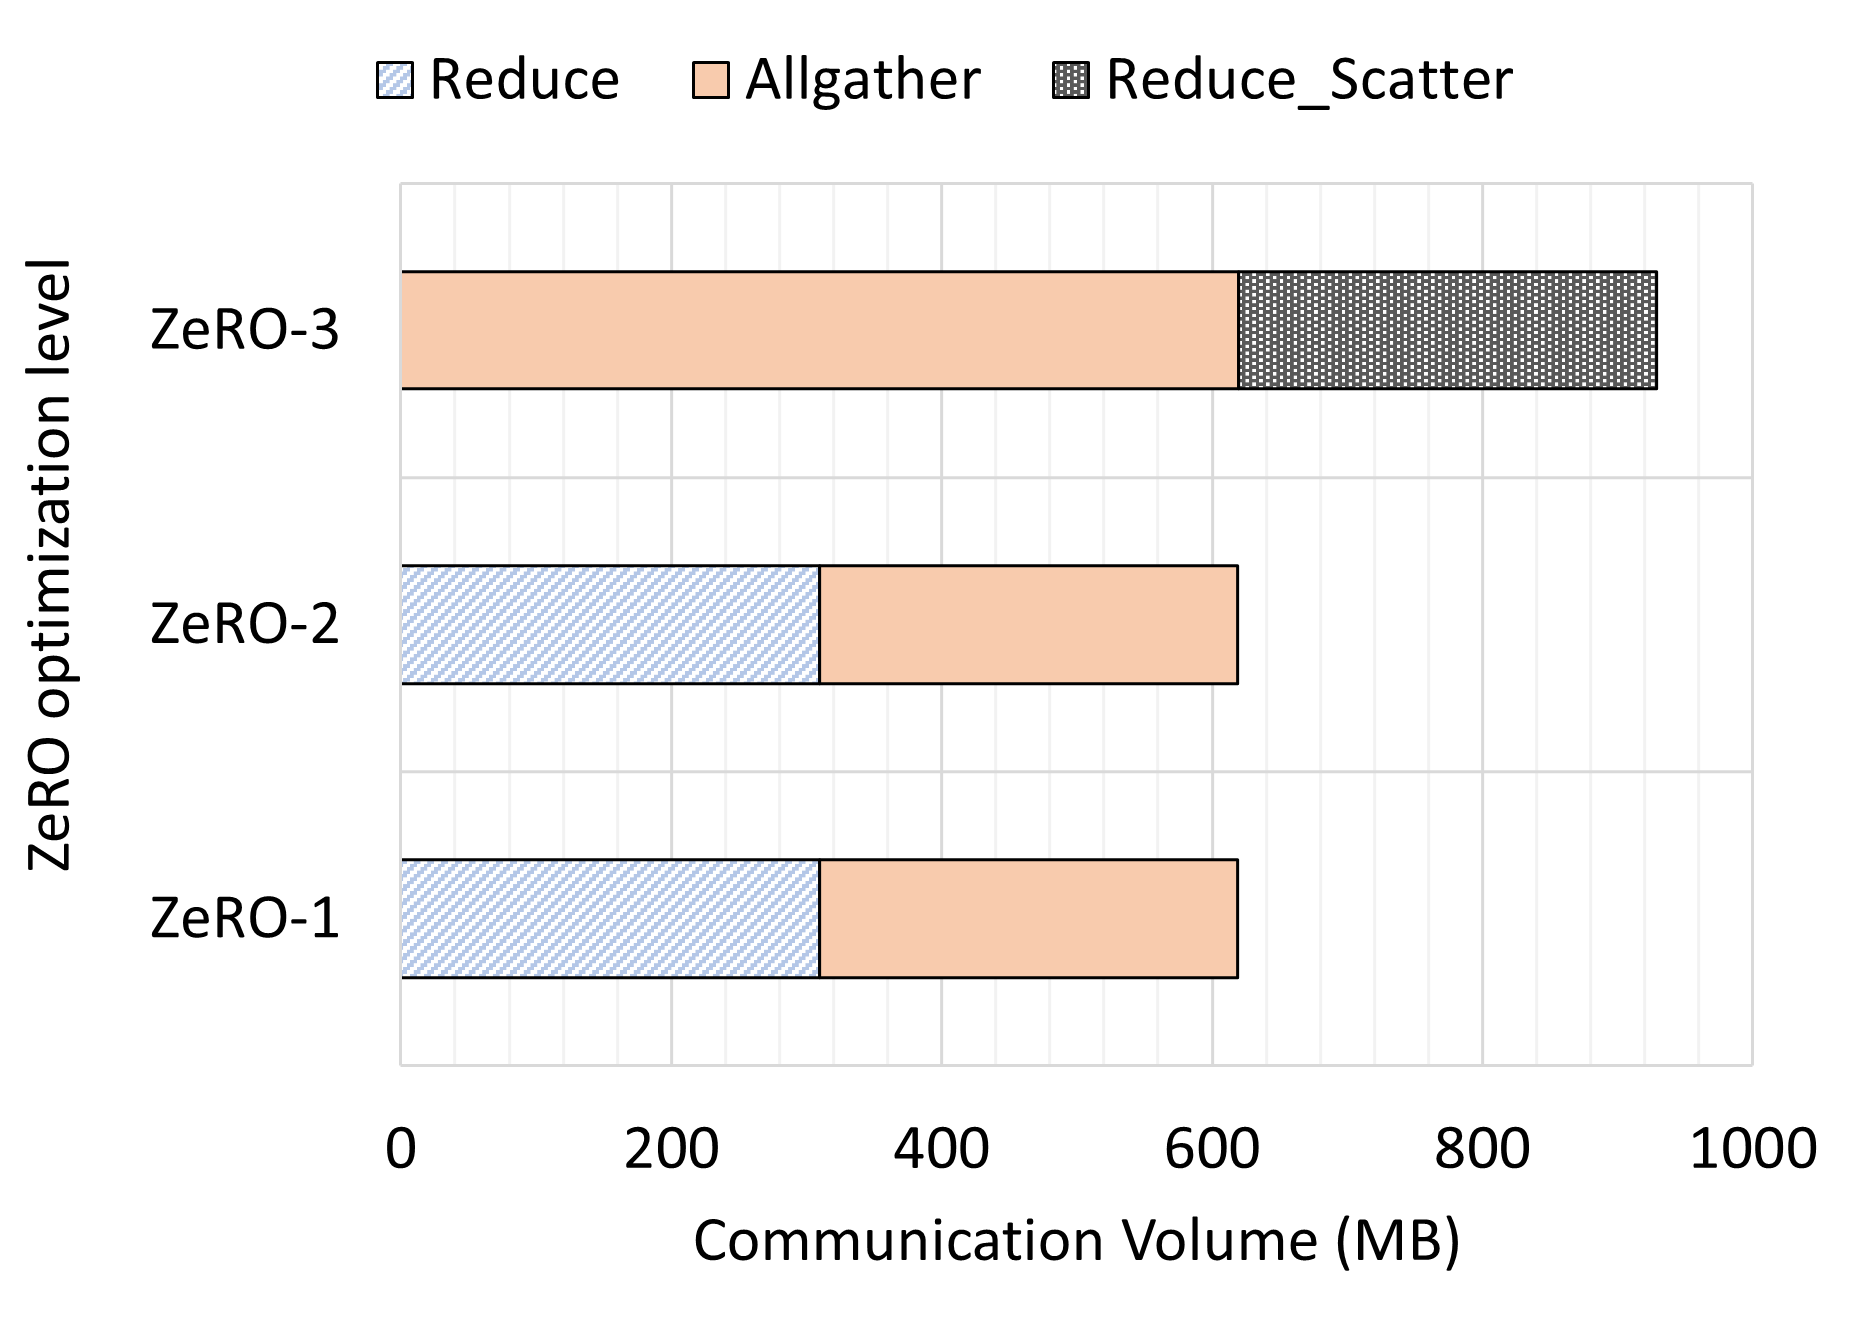 Reduce Allgather Reduce_Scatter
ZeRO optimization level
ZeRO-3
ZeRO-2
ZeRO-1
0 200 400 600 800 1000
Communication Volume (MB)